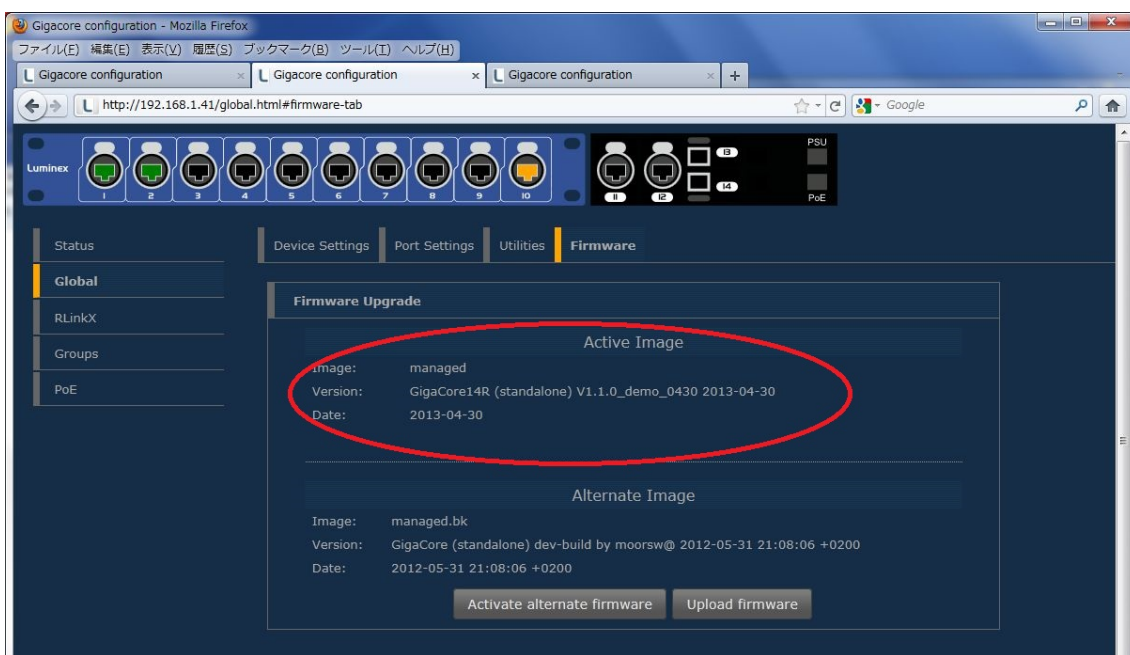 Gigacore configuration - Mozilla Firefox
ファイル(F) 編集(E) 表示(V) 履歴(S) ブックマーク(B) ツール(T) ヘルプ(H)
Gigacore configuration Gigacore configuration Gigacore configuration
http://192.168.1.41/global.html#firmware-tab Google
PSU
13
Luminex
14
1 2 3 4 5 6 7 8 9 10 11 12 PoE
Status Device Settings Port Settings Utilities Firmware
Global
Firmware Upgrade
RLinkX
Active Image
Groups
Image: managed
PoE
Version: GigaCore14R (standalone) V1.1.0_demo_0430 2013-04-30
Date: 2013-04-30
Alternate Image
Image: managed.bk
Version: GigaCore (standalone) dev-build by moorsw@ 2012-05-31 21:08:06 +0200
Date: 2012-05-31 21:08:06 +0200
Activate alternate firmware Upload firmware